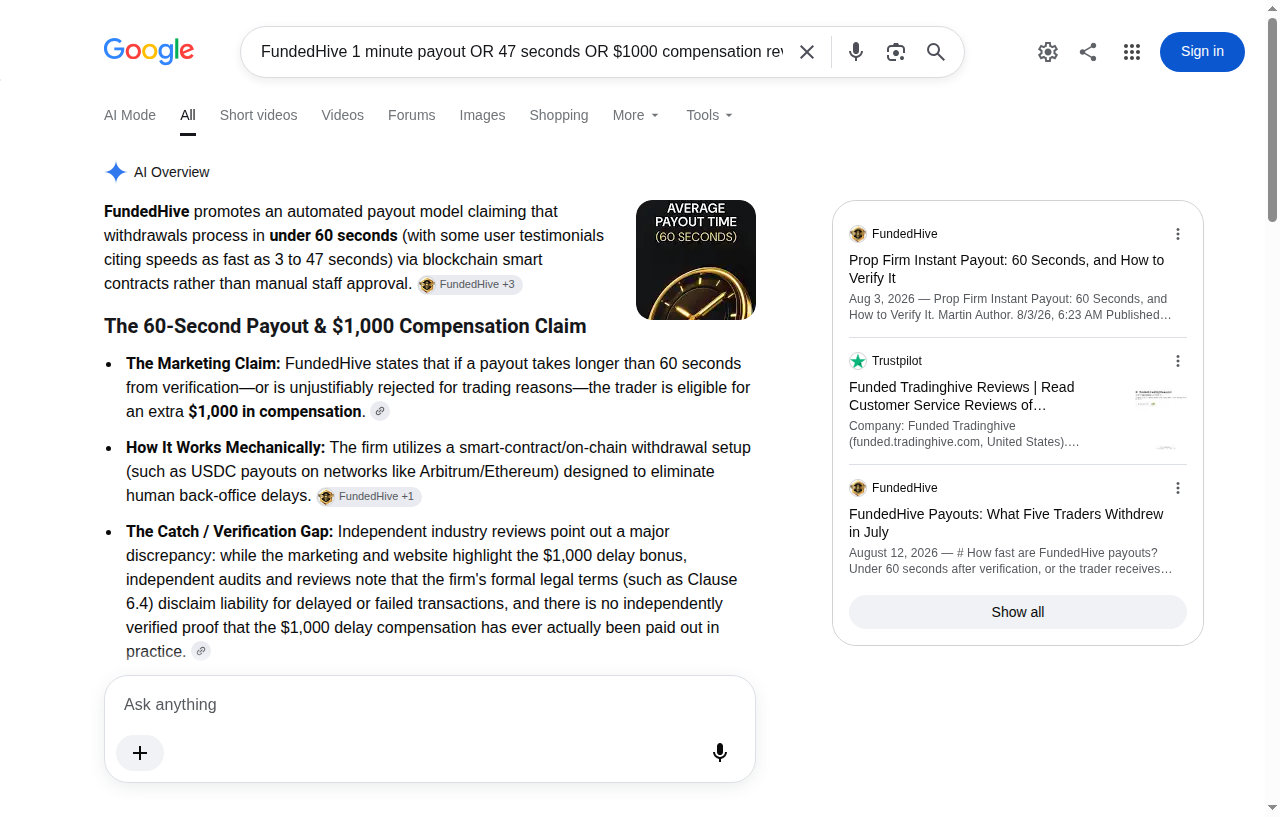 Google
FundedHive 1 minute payout OR 47 seconds OR $1000 compensation rev
Sign in
AI Mode
All
Short videos
Videos
Forums
Images
Shopping
More
Tools
AI Overview
FundedHive promotes an automated payout model claiming that
withdrawals process in under 60 seconds (with some user testimonials
citing speeds as fast as 3 to 47 seconds) via blockchain smart
contracts rather than manual staff approval. FundedHive +3
AVERAGE
PAYOUT TIME
(60 SECONDS)
The 60-Second Payout & $1,000 Compensation Claim
• The Marketing Claim: FundedHive states that if a payout takes longer than 60 seconds
from verification—or is unjustifiably rejected for trading reasons—the trader is eligible for
an extra $1,000 in compensation.
• How It Works Mechanically: The firm utilizes a smart-contract/on-chain withdrawal setup
(such as USDC payouts on networks like Arbitrum/Ethereum) designed to eliminate
human back-office delays. FundedHive +1
• The Catch / Verification Gap: Independent industry reviews point out a major
discrepancy: while the marketing and website highlight the $1,000 delay bonus,
independent audits and reviews note that the firm's formal legal terms (such as Clause
6.4) disclaim liability for delayed or failed transactions, and there is no independently
verified proof that the $1,000 delay compensation has ever actually been paid out in
practice.
Ask anything
FundedHive
Prop Firm Instant Payout: 60 Seconds, and How to
Verify It
Aug 3, 2026 — Prop Firm Instant Payout: 60 Seconds, and
How to Verify It. Martin Author. 8/3/26, 6:23 AM Published…
Trustpilot
Funded Tradinghive Reviews | Read
Customer Service Reviews of…
Company: Funded Tradinghive
(funded.tradinghive.com, United States).…
FundedHive
FundedHive Payouts: What Five Traders Withdrew
in July
August 12, 2026 — # How fast are FundedHive payouts?
Under 60 seconds after verification, or the trader receives…
Show all